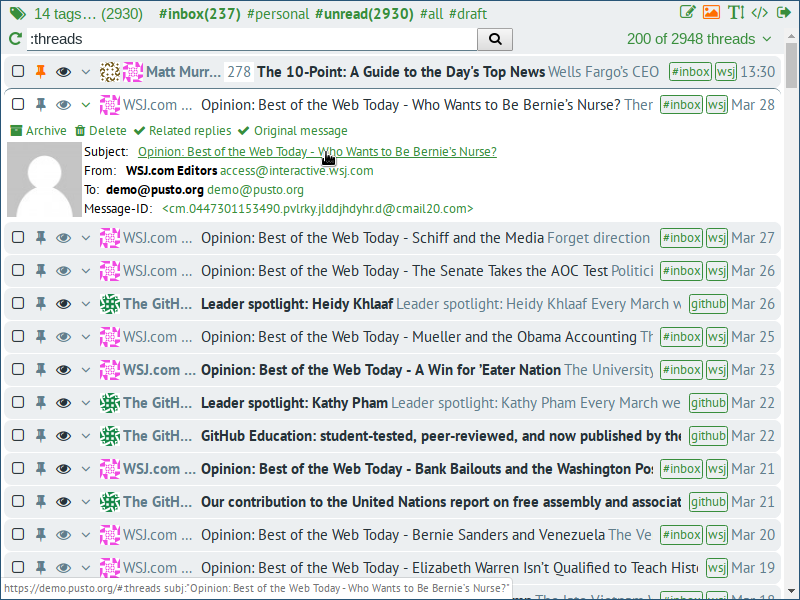 14 tags... (2930) #inbox(237) #personal #unread(2930) #all #draft
:threads 200 of 2948 threads
Matt Murr... 278 The 10-Point: A Guide to the Day's Top News Wells Fargo's CEO #inbox wsj 13:30
WSJ.com ... Opinion: Best of the Web Today - Who Wants to Be Bernie's Nurse? Ther #inbox wsj Mar 28
Archive Delete Related replies Original message
Subject: Opinion: Best of the Web Today - Who Wants to Be Bernie's Nurse?
From: WSJ.com Editors access@interactive.wsj.com
To: demo@pusto.org demo@pusto.org
Message-ID: <cm.0447301153490.pvlrky.jlddjhdyhr.d@cmail20.com>
WSJ.com ... Opinion: Best of the Web Today - Schiff and the Media Forget direction #inbox wsj Mar 27
WSJ.com ... Opinion: Best of the Web Today - The Senate Takes the AOC Test Politici #inbox wsj Mar 26
The GitH... Leader spotlight: Heidy Khlaaf Leader spotlight: Heidy Khlaaf Every March w github Mar 26
WSJ.com ... Opinion: Best of the Web Today - Mueller and the Obama Accounting Th #inbox wsj Mar 25
WSJ.com ... Opinion: Best of the Web Today - A Win for 'Eater Nation The University #inbox wsj Mar 23
The GitH... Leader spotlight: Kathy Pham Leader spotlight: Kathy Pham Every March we github Mar 22
The GitH... GitHub Education: student-tested, peer-reviewed, and now published by the github Mar 22
WSJ.com ... Opinion: Best of the Web Today - Bank Bailouts and the Washington Pos #inbox wsj Mar 21
The GitH... Our contribution to the United Nations report on free assembly and associat github Mar 21
WSJ.com ... Opinion: Best of the Web Today - Bernie Sanders and Venezuela The Ve #inbox wsj Mar 20
WSJ.com ... Opinion: Best of the Web Today - Elizabeth Warren Isn't Qualified to Teach Histo wsj Mar 19
https://demo.pusto.org/#:threads subj:"Opinion: Best of the Web Today - Who Wants to Be Bernie's Nurse?"